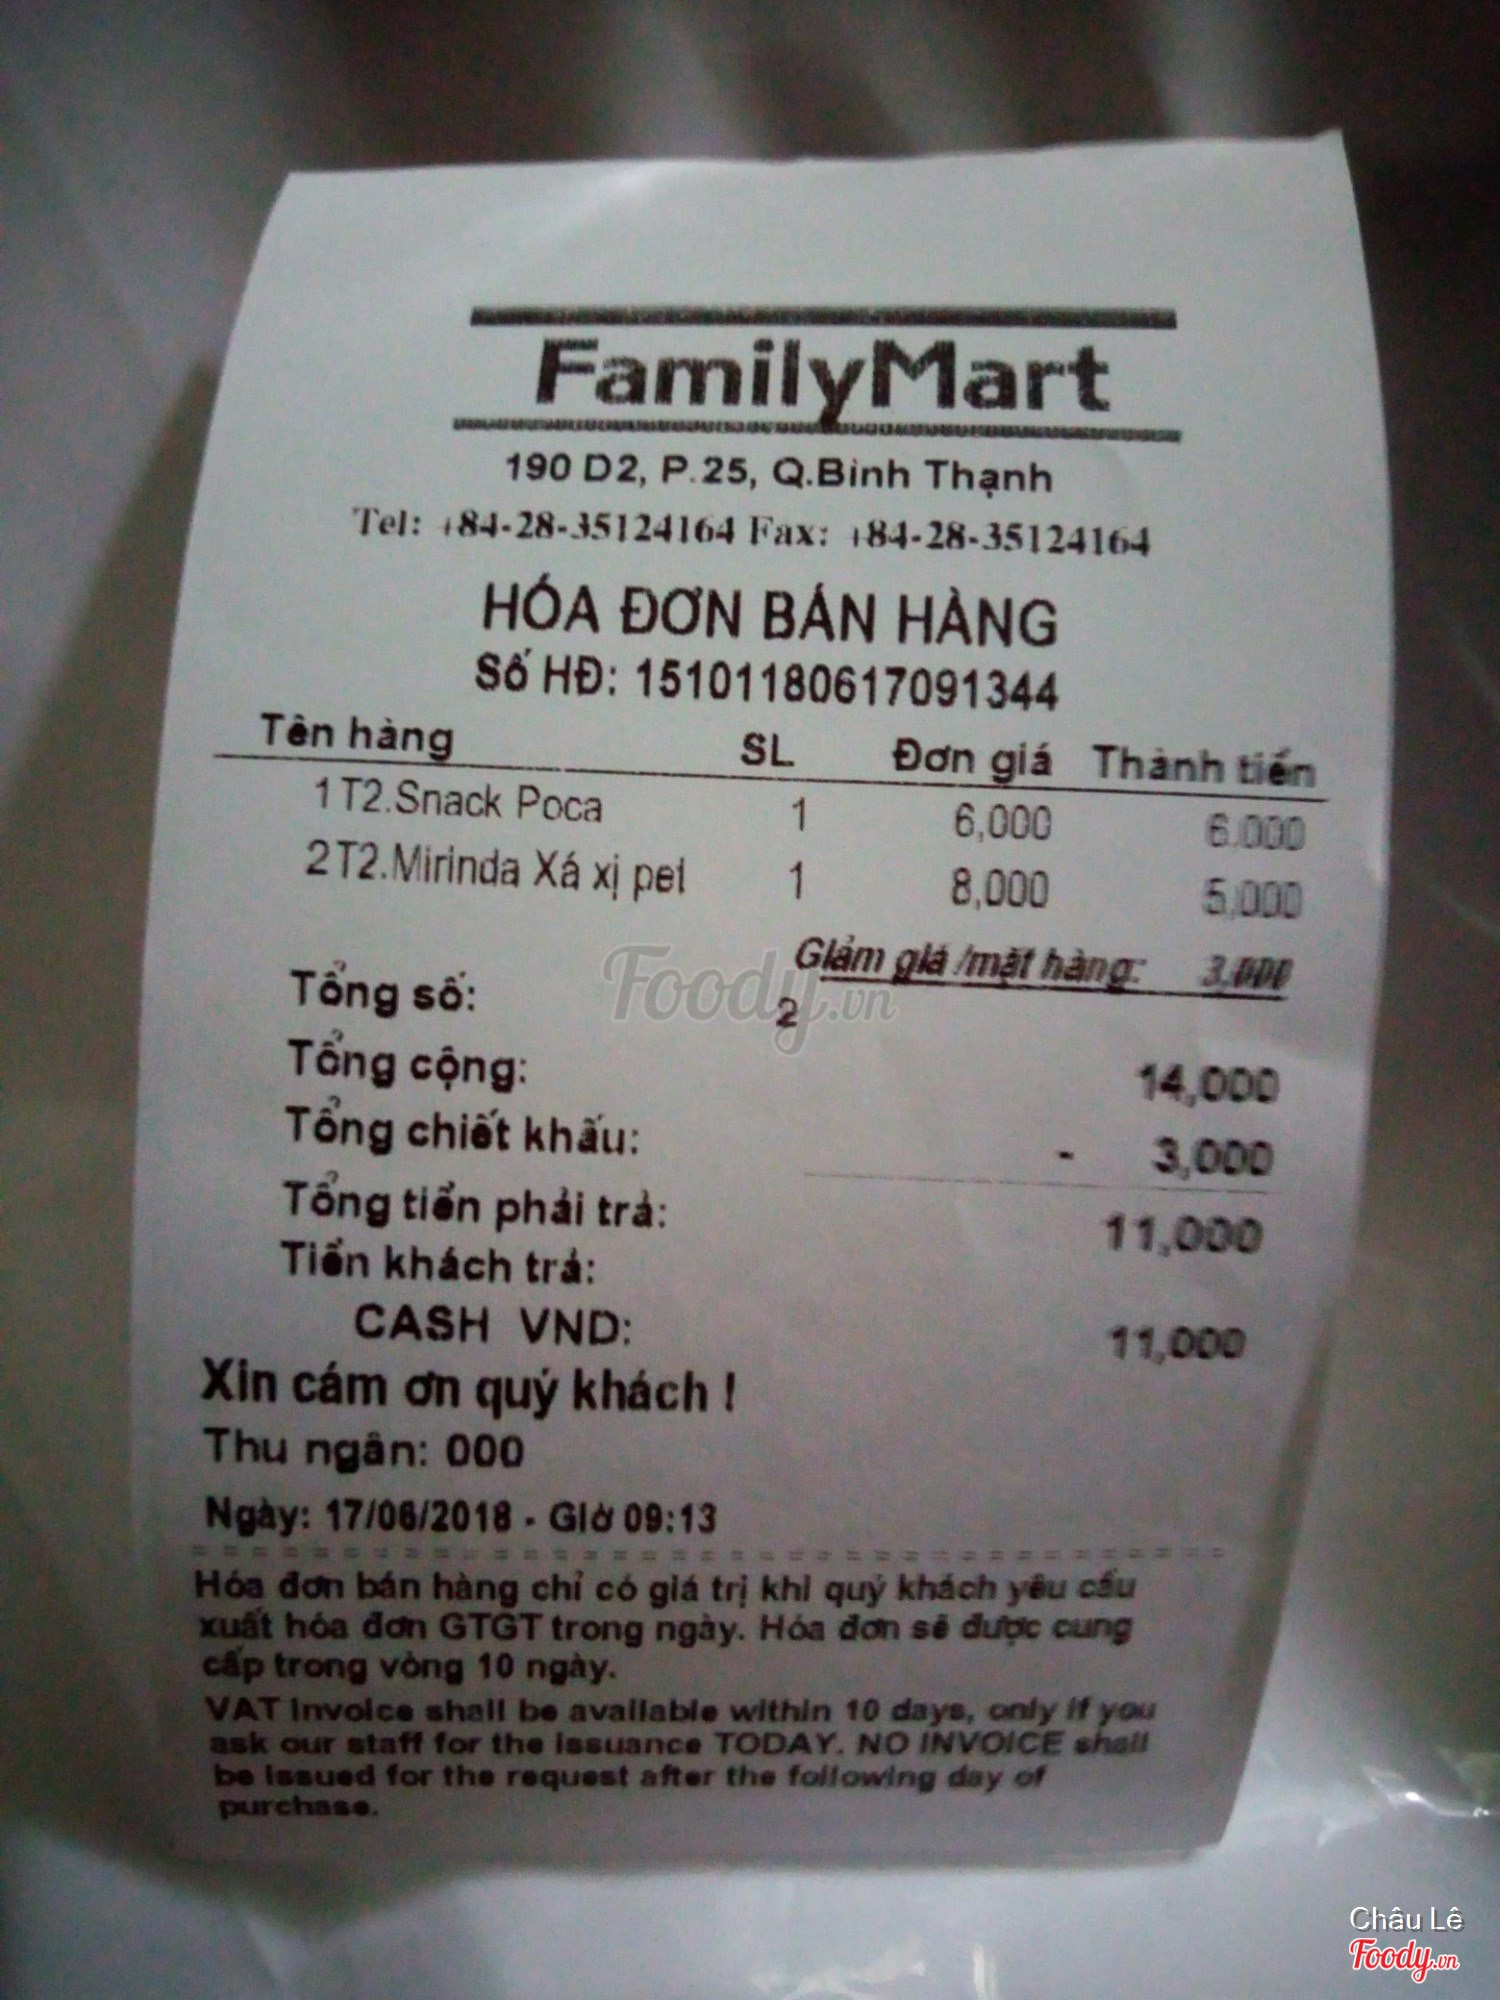 FamilyMart
190 D2, P.25, Q.Bình Thạnh
Tel: +84-28-35124164 Fax: +84-28-35124164
HÓA ĐƠN BÁN HÀNG
Số HĐ: 15101180617091344
Tên hàng SL Đơn giá Thành tiền
1 T2.Snack Poca 1 6,000 6,000
2 T2.Mirinda Xá xị pet 1 8,000 5,000
Giảm giá /mặt hàng: 3,000
Tổng số: 2
Tổng cộng: 14,000
Tổng chiết khấu: - 3,000
Tổng tiền phải trả: 11,000
Tiền khách trả:
CASH VND: 11,000
Xin cám ơn quý khách !
Thu ngân: 000
Ngày: 17/06/2018 - Giờ 09:13
Hóa đơn bán hàng chỉ có giá trị khi quý khách yêu cầu
xuất hóa đơn GTGT trong ngày. Hóa đơn sẽ được cung
cấp trong vòng 10 ngày.
VAT Invoice shall be available within 10 days, only if you
ask our staff for the issuance TODAY. NO INVOICE shall
be issued for the request after the following day of
purchase.
Foody.vn
Châu Lê
Foody.vn